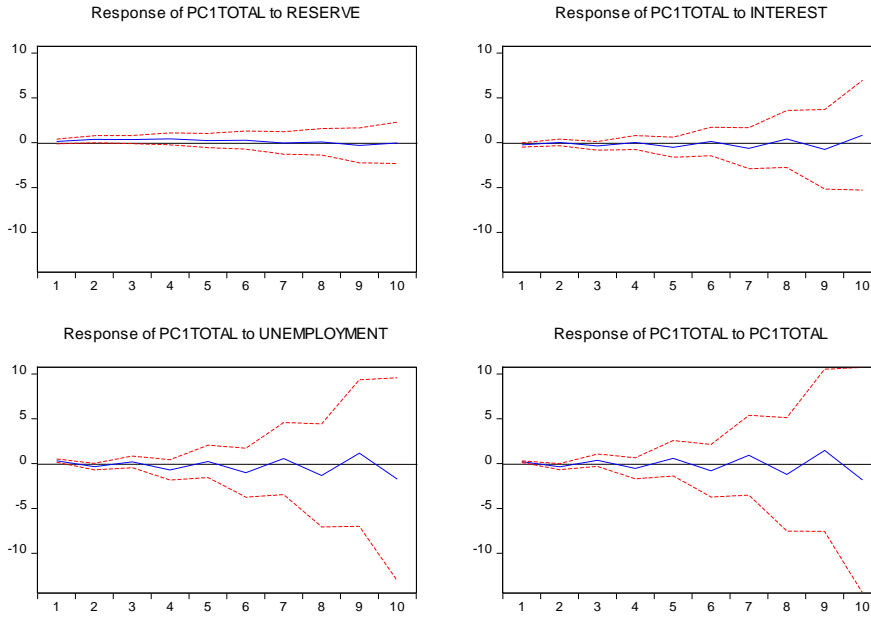 Response of PC1TOTAL to RESERVE
10
5
0
-5
-10
1 2 3 4 5 6 7 8 9 10
Response of PC1TOTAL to INTEREST
10
5
0
-5
-10
1 2 3 4 5 6 7 8 9 10
Response of PC1TOTAL to UNEMPLOYMENT
10
5
0
-5
-10
1 2 3 4 5 6 7 8 9 10
Response of PC1TOTAL to PC1TOTAL
10
5
0
-5
-10
1 2 3 4 5 6 7 8 9 10